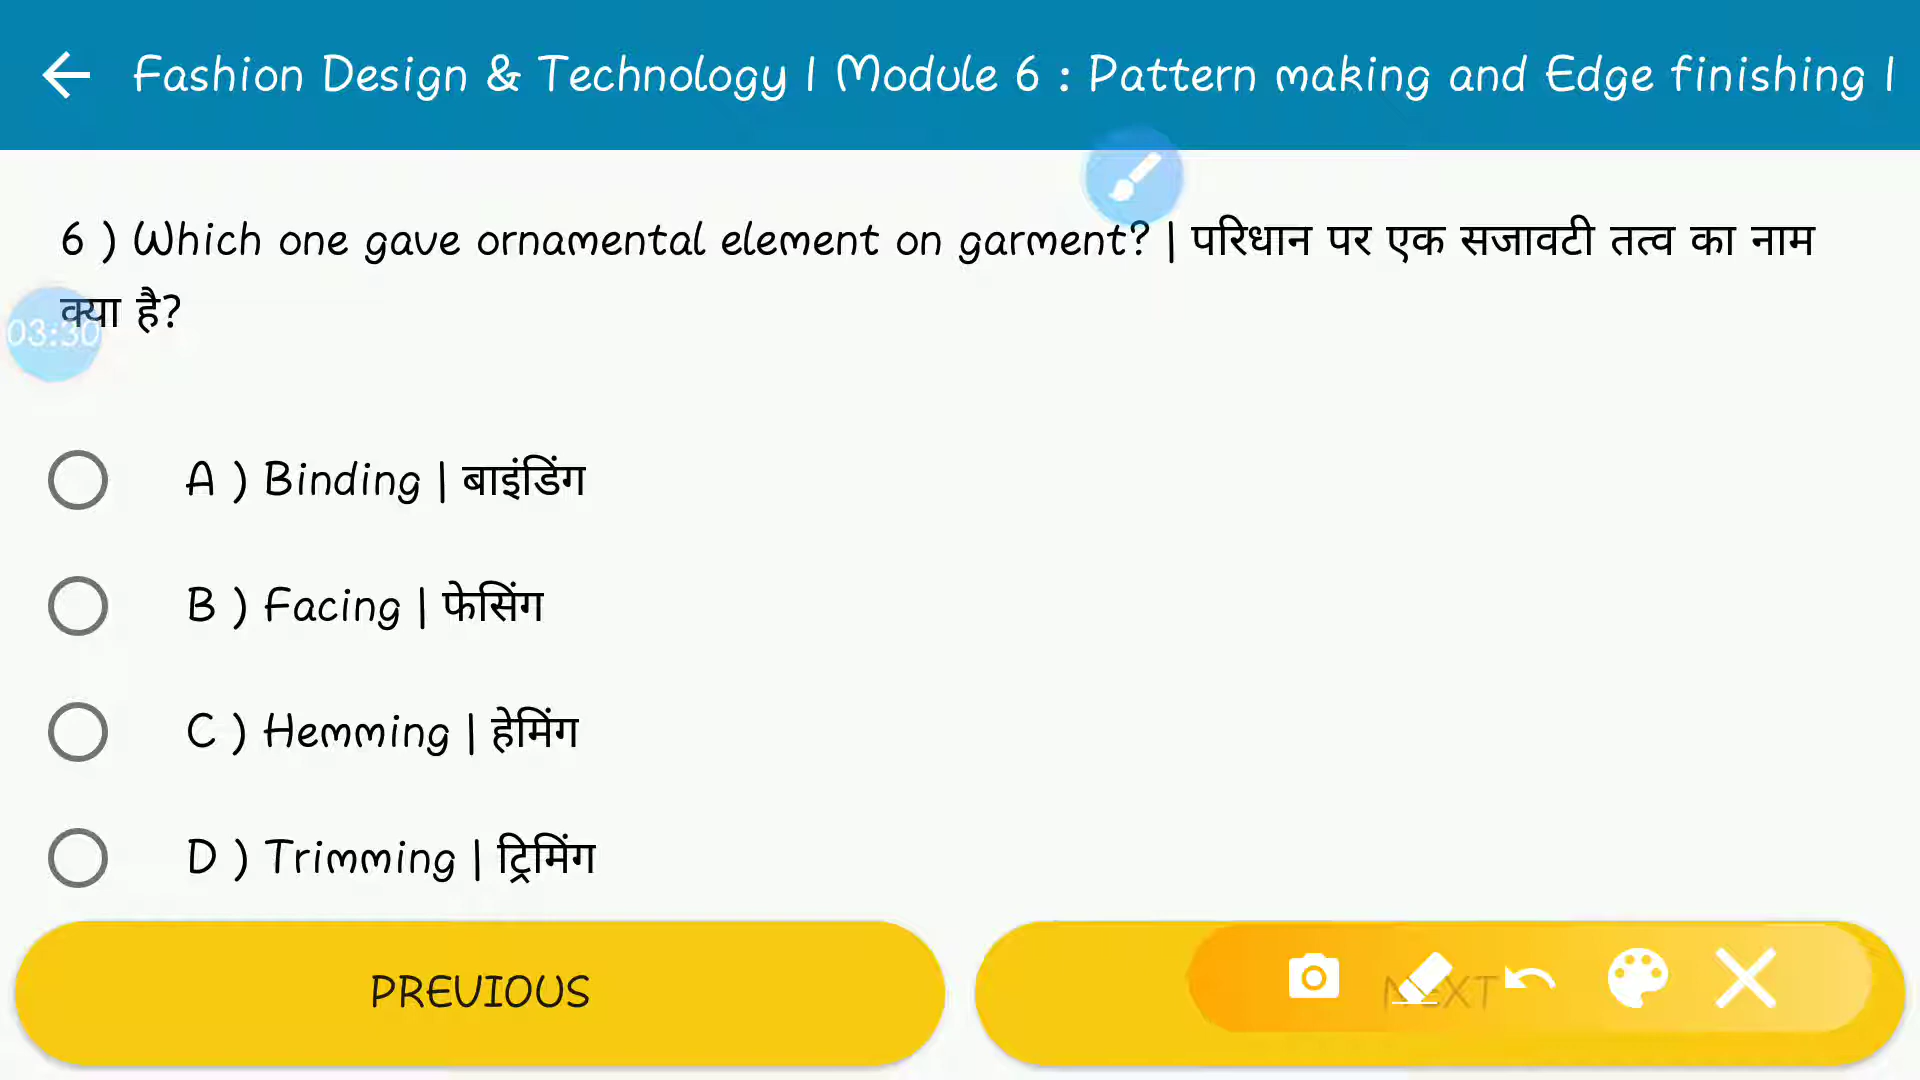 Fashion Design & Technology | Module 6 : Pattern making and Edge finishing |
6 ) Which one gave ornamental element on garment? | परिधान पर एक सजावटी तत्व का नाम
क्या है?
03:30
A ) Binding | बाइंडिंग
B ) Facing | फेसिंग
C ) Hemming | हेमिंग
D ) Trimming | ट्रिमिंग
PREVIOUS
NEXT